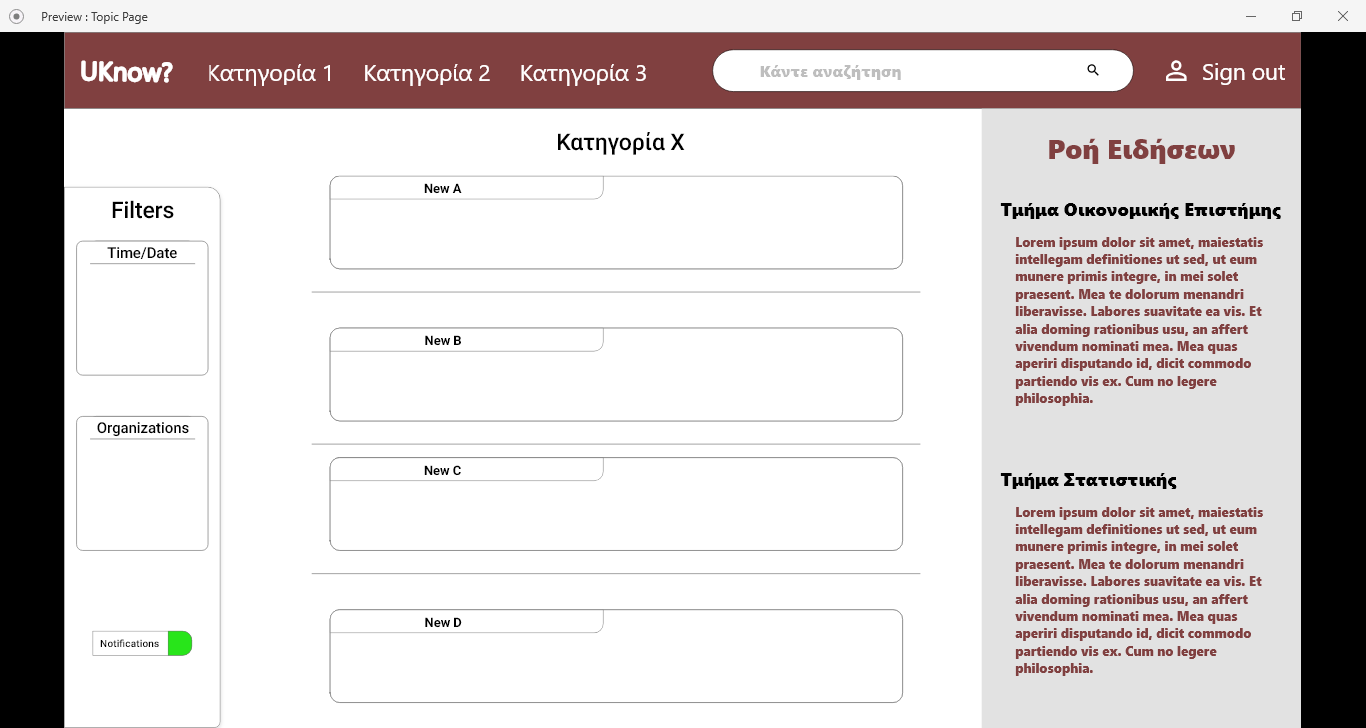 Preview : Topic Page
UKnow? Κατηγορία 1 Κατηγορία 2 Κατηγορία 3 Κάντε αναζήτηση Sign out
Κατηγορία X
Filters
Time/Date
Organizations
Notifications
New A
New B
New C
New D
Ροή Ειδήσεων
Τμήμα Οικονομικής Επιστήμης
Lorem ipsum dolor sit amet, maiestatis
intellegam definitiones ut sed, ut eum
munere primis integre, in mei solet
praesent. Mea te dolorum menandri
liberavisse. Labores suavitate ea vis. Et
alia doming rationibus usu, an affert
vivendum nominati mea. Mea quas
aperiri disputando id, dicit commodo
partiendo vis ex. Cum no legere
philosophia.
Τμήμα Στατιστικής
Lorem ipsum dolor sit amet, maiestatis
intellegam definitiones ut sed, ut eum
munere primis integre, in mei solet
praesent. Mea te dolorum menandri
liberavisse. Labores suavitate ea vis. Et
alia doming rationibus usu, an affert
vivendum nominati mea. Mea quas
aperiri disputando id, dicit commodo
partiendo vis ex. Cum no legere
philosophia.